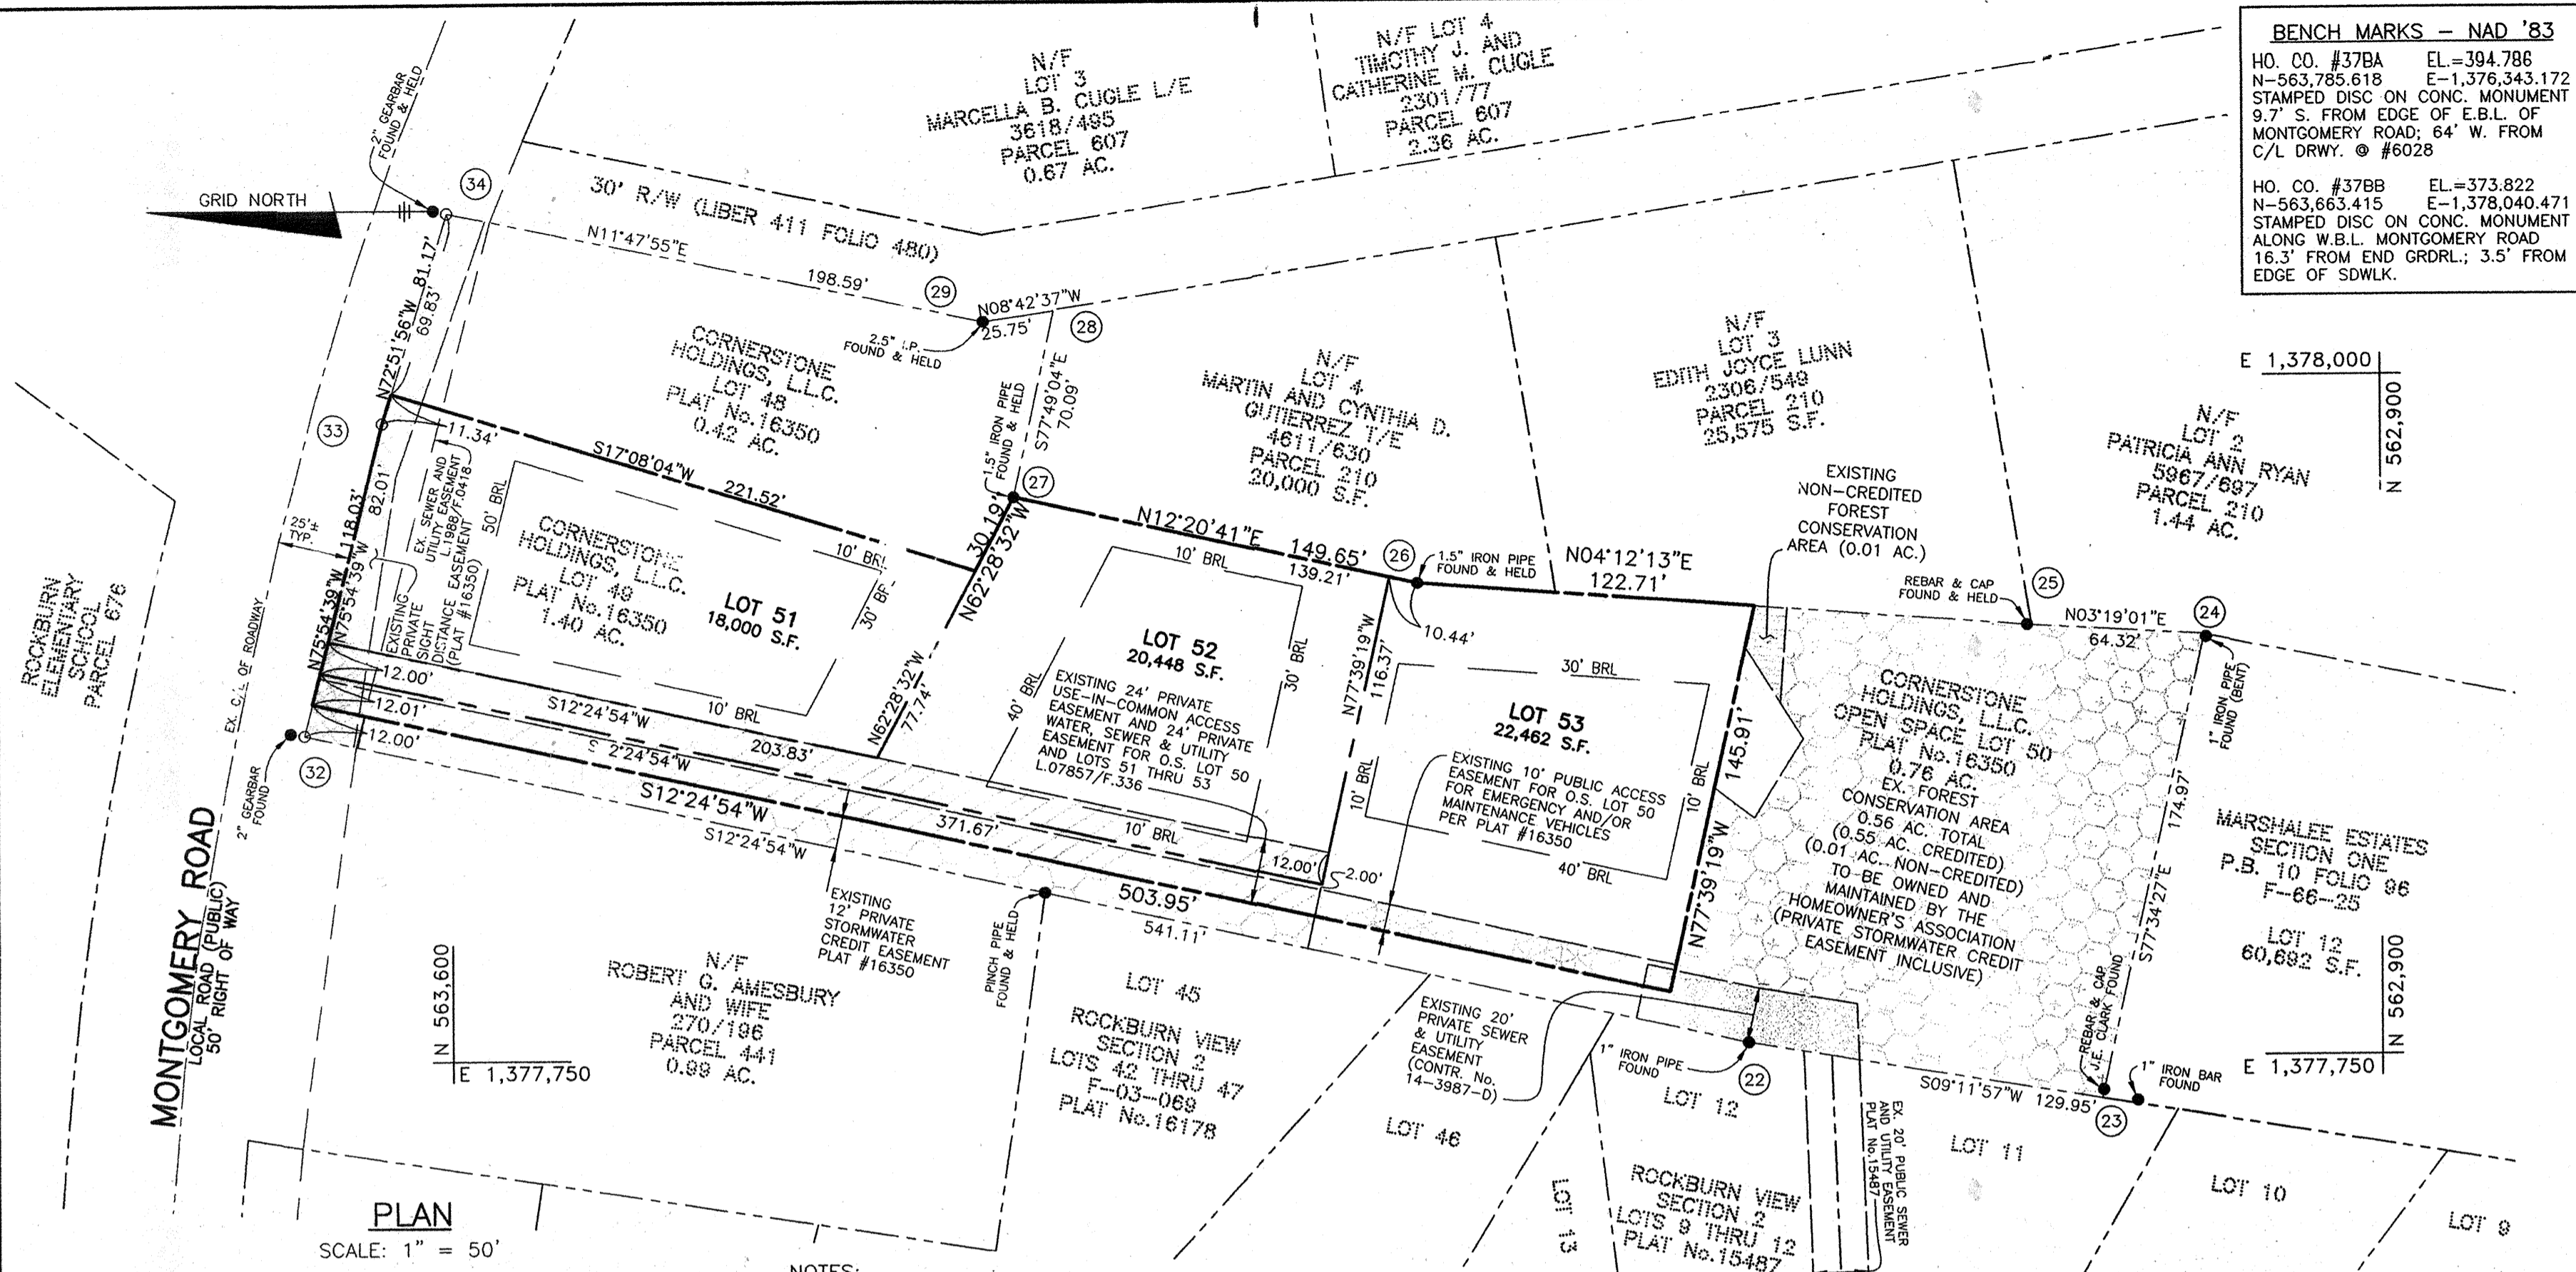 BENCH MARKS – NAD '83
HO. CO. #37BA EL.=394.786
N–563,785.618 E–1,376,343.172
STAMPED DISC ON CONC. MONUMENT
9.7' S. FROM EDGE OF E.B.L. OF
MONTGOMERY ROAD; 64' W. FROM
C/L DRWY. @ #6028
HO. CO. #37BB EL.=373.822
N–563,663.415 E–1,378,040.471
STAMPED DISC ON CONC. MONUMENT
ALONG W.B.L. MONTGOMERY ROAD
16.3' FROM END GRDRL.; 3.5' FROM
EDGE OF SDWLK.
N/F
LOT 3
MARCELLA B. CUGLE L/E
3618/495
PARCEL 607
0.67 AC.
N/F LOT 4
TIMOTHY J. AND
CATHERINE M. CUGLE
2301/77
PARCEL 607
2.36 AC.
2" GEARBAR
FOUND & HELD
34
GRID NORTH
30' R/W (LIBER 411 FOLIO 480)
N11°47'55"E
198.59'
29
N08°42'37"W
25.75'
28
2.5" I.P.
FOUND & HELD
N72°51'56"W 81.17'
69.83'
CORNERSTONE
HOLDINGS, L.L.C.
LOT 48
PLAT No.16350
0.42 AC.
S77°49'04"E
70.09'
1.5" IRON PIPE
FOUND & HELD
27
N/F
LOT 4
MARTIN AND CYNTHIA D.
GUTIERREZ T/E
4611/630
PARCEL 210
20,000 S.F.
N/F
LOT 3
EDITH JOYCE LUNN
2306/549
PARCEL 210
25,575 S.F.
E 1,378,000
N 562,900
N/F
LOT 2
PATRICIA ANN RYAN
5967/697
PARCEL 210
1.44 AC.
33
11.34'
S17°08'04"W
221.52'
30.19'
N62°28'32"W
N12°20'41"E 149.65'
139.21'
26
1.5" IRON PIPE
FOUND & HELD
N04°12'13"E
122.71'
EXISTING
NON–CREDITED
FOREST
CONSERVATION
AREA (0.01 AC.)
REBAR & CAP
FOUND & HELD
25
N03°19'01"E
64.32'
24
1" IRON PIPE
FOUND (BENT)
25'±
TYP.
N75°54'39"W 118.03'
82.01'
N75°54'39"W
EX. SEWER AND
UTILITY EASEMENT
L.1988/F.0418
EXISTING
PRIVATE
SIGHT
DISTANCE EASEMENT
(PLAT #16350)
50' BRL
CORNERSTONE
HOLDINGS, L.L.C.
LOT 49
PLAT No.16350
1.40 AC.
LOT 51
18,000 S.F.
10' BRL
30' BF
10' BRL
ROCKBURN
ELEMENTARY
SCHOOL
PARCEL 676
EX. C/L OF ROADWAY
12.00'
12.01'
12.00'
S12°24'54"W
203.83'
S 2°24'54"W
S12°24'54"W
371.67'
S12°24'54"W
N62°28'32"W
77.74'
10' BRL
LOT 52
20,448 S.F.
30' BRL
40' BRL
10' BRL
EXISTING 24' PRIVATE
USE–IN–COMMON ACCESS
EASEMENT AND 24' PRIVATE
WATER, SEWER & UTILITY
EASEMENT FOR O.S. LOT 50
AND LOTS 51 THRU 53
L.07857/F.336
N77°39'19"W
116.37'
10.44'
30' BRL
LOT 53
22,462 S.F.
10' BRL
10' BRL
40' BRL
EXISTING 10' PUBLIC ACCESS
EASEMENT FOR O.S. LOT 50
FOR EMERGENCY AND/OR
MAINTENANCE VEHICLES
PER PLAT #16350
12.00'
2.00'
145.91'
N77°39'19"W
CORNERSTONE
HOLDINGS, L.L.C.
OPEN SPACE LOT 50
PLAT No.16350
0.76 AC.
EX. FOREST
CONSERVATION AREA
0.56 AC. TOTAL
(0.55 AC. CREDITED)
(0.01 AC. NON–CREDITED)
TO BE OWNED AND
MAINTAINED BY THE
HOMEOWNER'S ASSOCIATION
(PRIVATE STORMWATER CREDIT
EASEMENT INCLUSIVE)
174.97'
S77°34'27"E
MARSHALEE ESTATES
SECTION ONE
P.B. 10 FOLIO 96
F–66–25
LOT 12
60,692 S.F.
N 562,900
E 1,377,750
2" GEARBAR
FOUND
32
MONTGOMERY ROAD
LOCAL ROAD (PUBLIC)
50' RIGHT OF WAY
EXISTING
12' PRIVATE
STORMWATER
CREDIT EASEMENT
PLAT #16350
503.95'
541.11'
PINCH PIPE
FOUND & HELD
N 563,600
E 1,377,750
N/F
ROBERT G. AMESBURY
AND WIFE
270/196
PARCEL 441
0.99 AC.
LOT 45
ROCKBURN VIEW
SECTION 2
LOTS 42 THRU 47
F–03–069
PLAT No.16178
EXISTING 20'
PRIVATE SEWER
& UTILITY
EASEMENT
(CONTR. No.
14–3987–D)
LOT 46
1" IRON PIPE
FOUND
22
LOT 12
S09°11'57"W 129.95'
REBAR & CAP
J.E. CLARK FOUND
23
1" IRON BAR
FOUND
EX. 20' PUBLIC SEWER
AND UTILITY EASEMENT
PLAT No.15487
LOT 11
LOT 10
LOT 9
LOT 13
ROCKBURN VIEW
SECTION 2
LOTS 9 THRU 12
PLAT No.15487
PLAN
SCALE: 1" = 50'
NOTES: